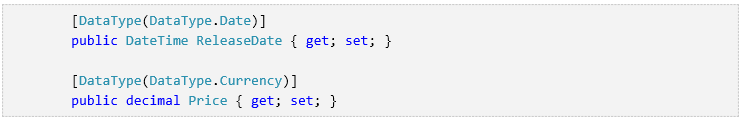 [DataType(DataType.Date)]
public DateTime ReleaseDate { get; set; }
[DataType(DataType.Currency)]
public decimal Price { get; set; }